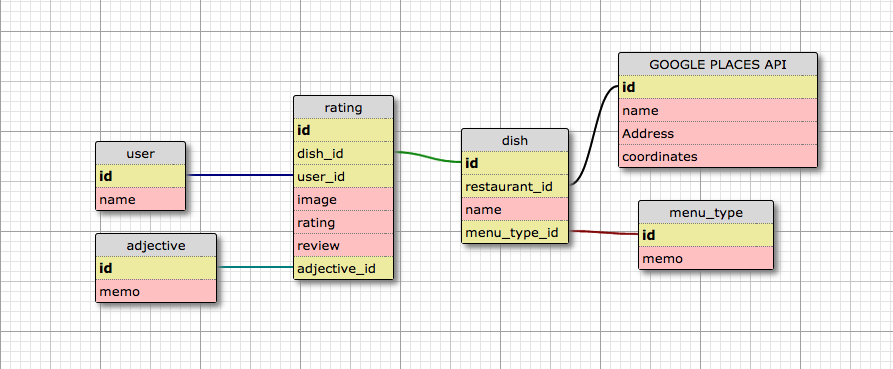 user
id
name
adjective
id
memo
rating
id
dish_id
user_id
image
rating
review
adjective_id
dish
id
restaurant_id
name
menu_type_id
GOOGLE PLACES API
id
name
Address
coordinates
menu_type
id
memo